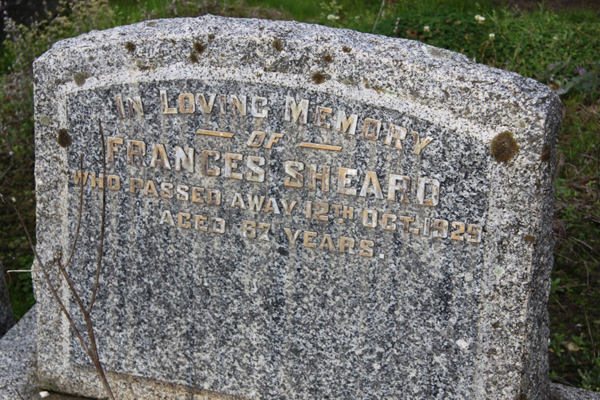 IN LOVING MEMORY
OF
FRANCES SHEARD
WHO PASSED AWAY 12TH OCT. 1929
AGED 67 YEARS.